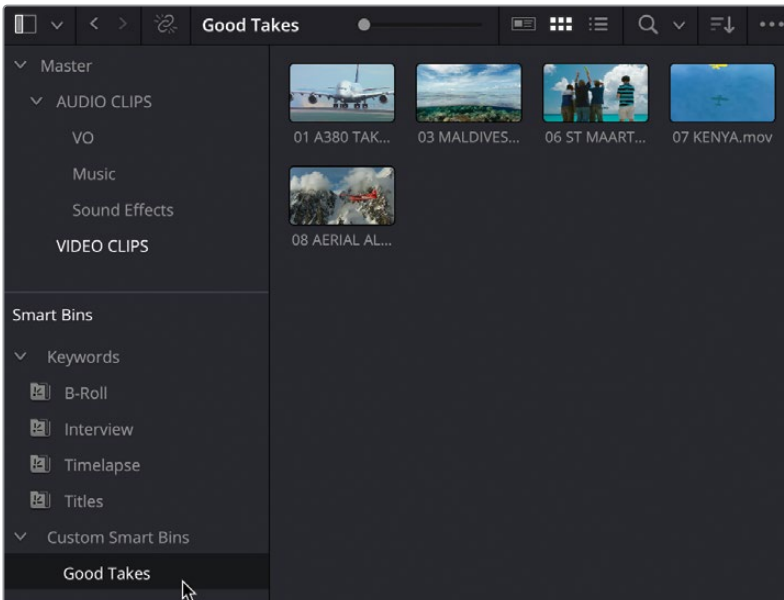 Good Takes
Master
AUDIO CLIPS
VO
Music
Sound Effects
VIDEO CLIPS
Smart Bins
Keywords
B-Roll
Interview
Timelapse
Titles
Custom Smart Bins
Good Takes
01 A380 TAK...
03 MALDIVES...
06 ST MAART...
07 KENYA.mov
08 AERIAL AL...